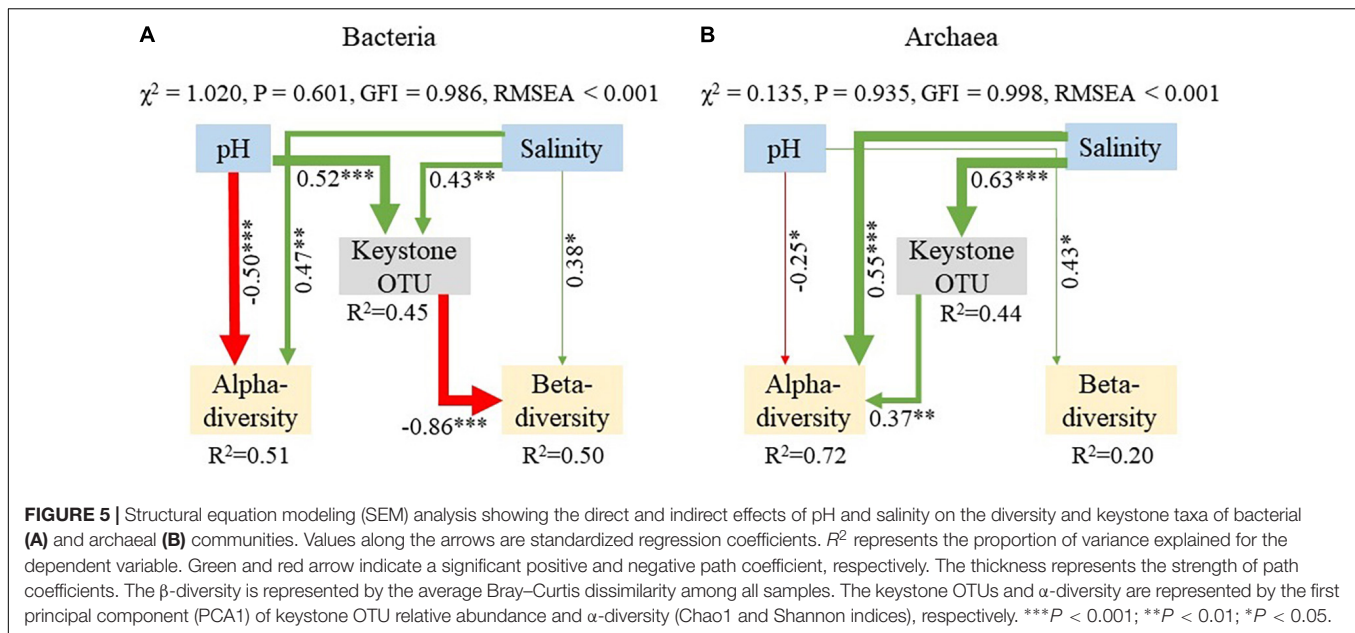 A Bacteria
χ² = 1.020, P = 0.601, GFI = 0.986, RMSEA < 0.001
pH
Salinity
0.52***
0.43**
-0.50***
0.47**
Keystone
OTU
R²=0.45
0.38*
Alpha-
diversity
R²=0.51
-0.86***
Beta-
diversity
R²=0.50
B Archaea
χ² = 0.135, P = 0.935, GFI = 0.998, RMSEA < 0.001
pH
Salinity
0.63***
-0.25*
0.55***
Keystone
OTU
R²=0.44
0.43*
Alpha-
diversity
R²=0.72
0.37**
Beta-
diversity
R²=0.20
FIGURE 5 | Structural equation modeling (SEM) analysis showing the direct and indirect effects of pH and salinity on the diversity and keystone taxa of bacterial
(A) and archaeal (B) communities. Values along the arrows are standardized regression coefficients. R² represents the proportion of variance explained for the
dependent variable. Green and red arrow indicate a significant positive and negative path coefficient, respectively. The thickness represents the strength of path
coefficients. The β-diversity is represented by the average Bray–Curtis dissimilarity among all samples. The keystone OTUs and α-diversity are represented by the first
principal component (PCA1) of keystone OTU relative abundance and α-diversity (Chao1 and Shannon indices), respectively. ***P < 0.001; **P < 0.01; *P < 0.05.